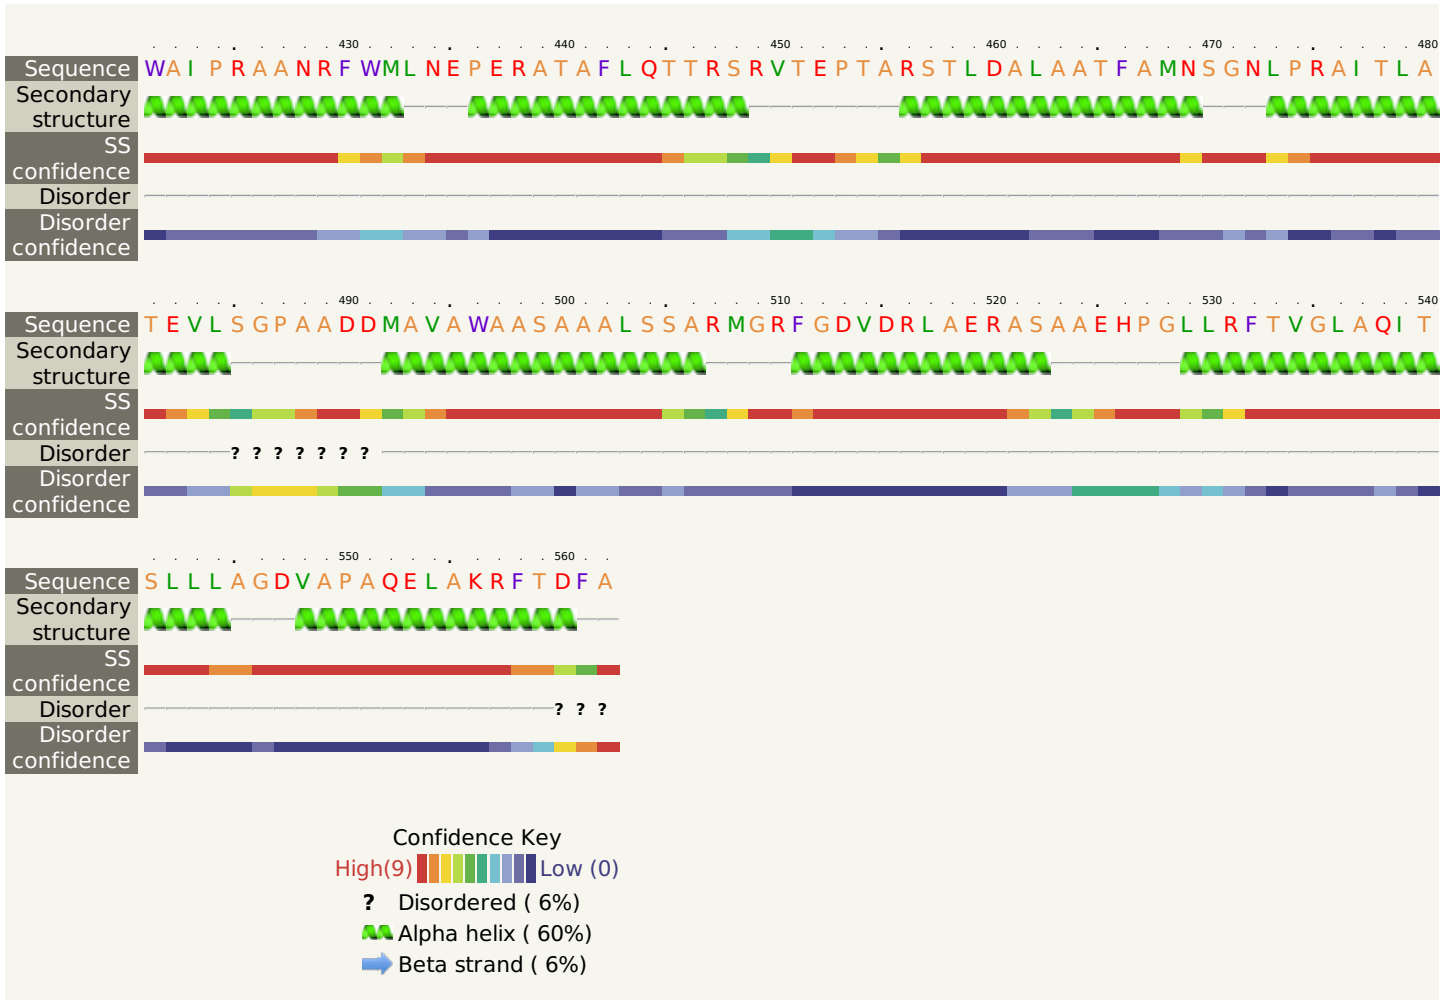 430 440 450 460 470 480
Sequence W A I P R A A N R F W M L N E P E R A T A F L Q T T R S R V T E P T A R S T L D A L A A T F A M N S G N L P R A I T L A
Secondary
structure
SS
confidence
Disorder
Disorder
confidence
490 500 510 520 530 540
Sequence T E V L S G P A A D D M A V A W A A S A A A L S S A R M G R F G D V D R L A E R A S A A E H P G L L R F T V G L A Q I T
Secondary
structure
SS
confidence
Disorder ? ? ? ? ? ? ?
Disorder
confidence
550 560
Sequence S L L L A G D V A P A Q E L A K R F T D F A
Secondary
structure
SS
confidence
Disorder ? ? ?
Disorder
confidence
Confidence Key
High(9) Low (0)
? Disordered ( 6%)
Alpha helix ( 60%)
Beta strand ( 6%)